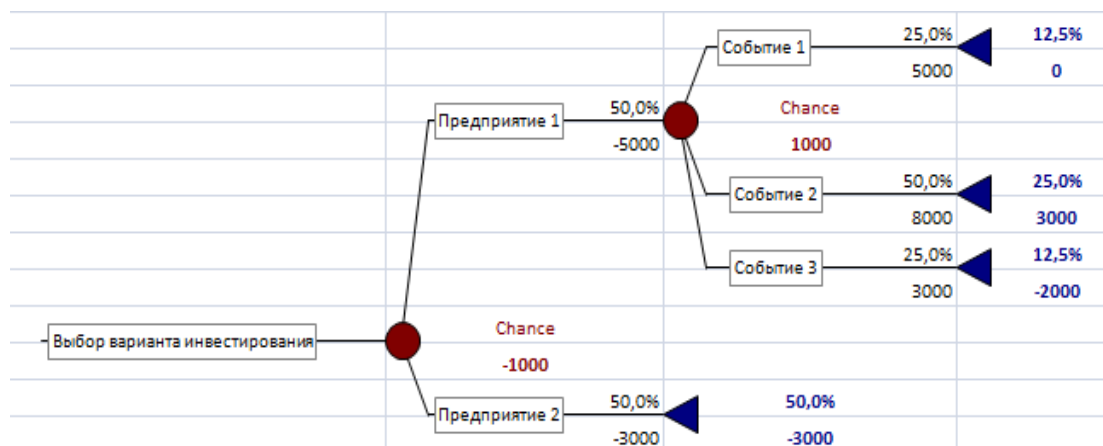 25,0%
12,5%
Событие 1
5000
0
50,0%
Chance
Предприятие 1
-5000
1000
50,0%
25,0%
Событие 2
8000
3000
25,0%
12,5%
Событие 3
3000
-2000
Chance
Выбор варианта инвестирования
-1000
50,0%
50,0%
Предприятие 2
-3000
-3000